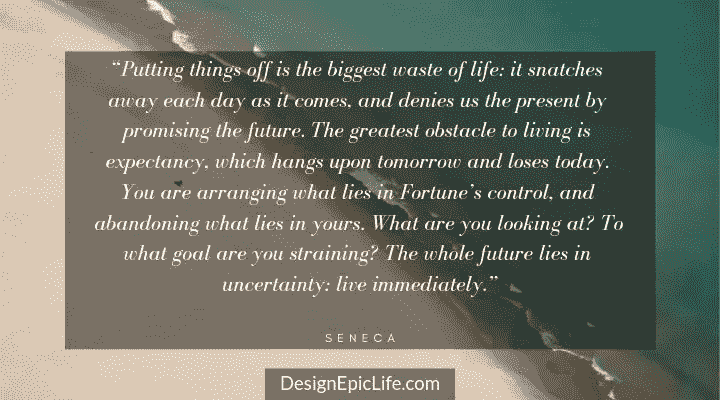 “Putting things off is the biggest waste of life: it snatches
away each day as it comes, and denies us the present by
promising the future. The greatest obstacle to living is
expectancy, which hangs upon tomorrow and loses today.
You are arranging what lies in Fortune’s control, and
abandoning what lies in yours. What are you looking at? To
what goal are you straining? The whole future lies in
uncertainty: live immediately.”
SENECA
DesignEpicLife.com